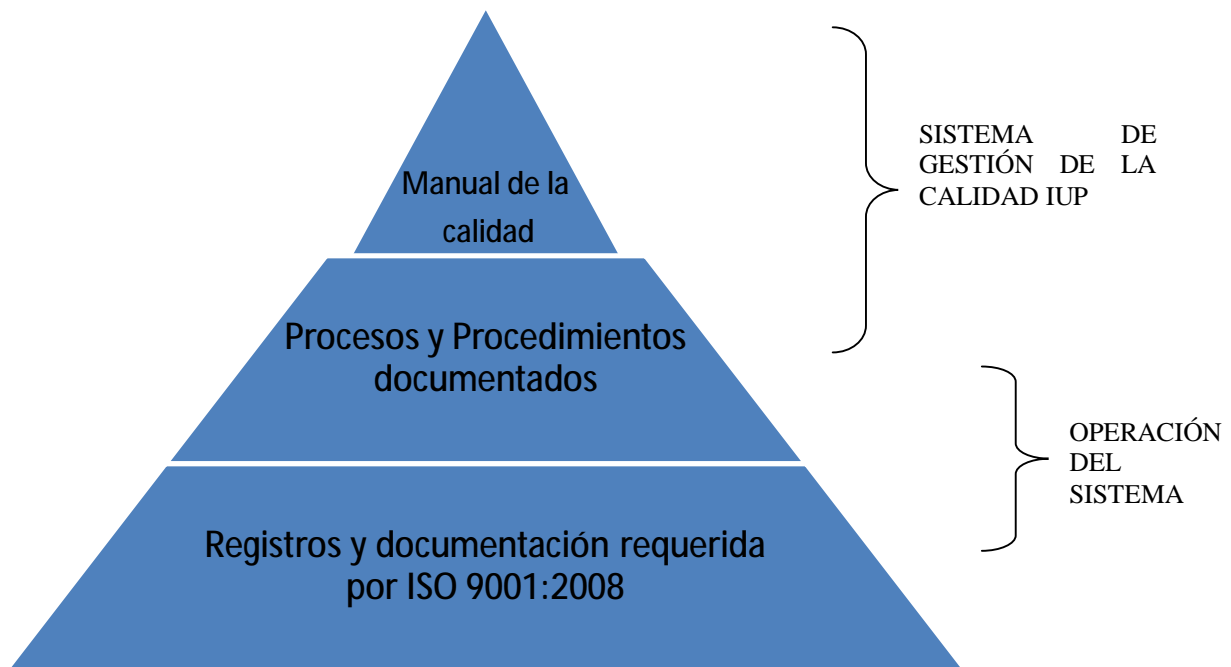 Manual de la
calidad
Procesos y Procedimientos
documentados
Registros y documentación requerida
por ISO 9001:2008
SISTEMA DE
GESTIÓN DE LA
CALIDAD IUP
OPERACIÓN
DEL
SISTEMA